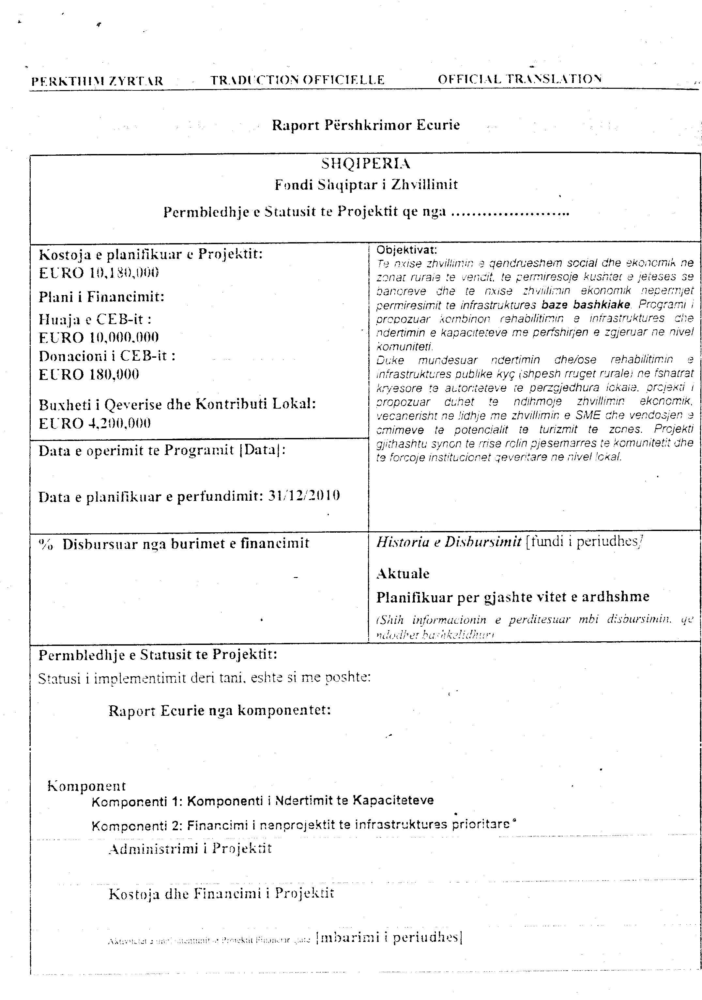 PERKTHIM ZYRTAR TRADUCTION OFFICIELLE OFFICIAL TRANSLATION
Raport Përshkrimor Ecurie
SHQIPERIA
Fondi Shqiptar i Zhvillimit
Permbledhje e Statusit te Projektit qe nga ........................
Kostoja e planifikuar e Projektit:
EURO 10,180,000
Plani i Financimit:
Huaja e CEB-it :
EURO 10,000,000
Donacioni i CEB-it :
EURO 180,000
Buxheti i Qeverise dhe Kontributi Lokal:
EURO 4,200,000
Data e operimit te Programit [Data]:
Data e planifikuar e perfundimit: 31/12/2010
Objektivat:
Te nxise zhvillimin e qendrueshem social dhe ekonomik ne
zonat rurale te vendit, te permiresoje kushtet e jeteses se
banoreve dhe te nxise zhvillimin ekonomik nepermjet
permiresimit te infrastruktures baze bashkiake. Programi i
propozuar kombinon rehabilitimin e infrastruktures dhe
ndertimin e kapaciteteve me perfshirjen e zgjeruar ne nivel
komuniteti.
Duke mundesuar ndertimin dhe/ose rehabilitimin e
infrastruktures publike kyç (shpesh rruget rurale) ne fshatrat
kryesore te autoriteteve te perzgjedhura lokale, projekti i
propozuar duhet te ndihmoje zhvillimin ekonomik,
vecanerisht ne lidhje me zhvillimin e SME dhe vendosjen e
cmimeve te potencialit te turizmit te zones. Projekti
gjithashtu synon te rrise rolin pjesemarres te komunitetit dhe
te forcoje institucionet qeveritare ne nivel lokal.
% Disbursuar nga burimet e financimit
Historia e Disbursimit [fundi i periudhes]
Aktuale
Planifikuar per gjashte vitet e ardhshme
(Shih informacionin e perditesuar mbi disbursimin, qe
ndodhet bashkelidhur)
Permbledhje e Statusit te Projektit:
Statusi i implementimit deri tani, eshte si me poshte:
Raport Ecurie nga komponentet:
Komponent
Komponenti 1: Komponenti i Ndertimit te Kapaciteteve
Komponenti 2: Financimi i nenprojektit te infrastruktures prioritare
Administrimi i Projektit
Kostoja dhe Financimi i Projektit
Aktivitetet e implementimit te Projektit Financiar [mbarimi i periudhes]